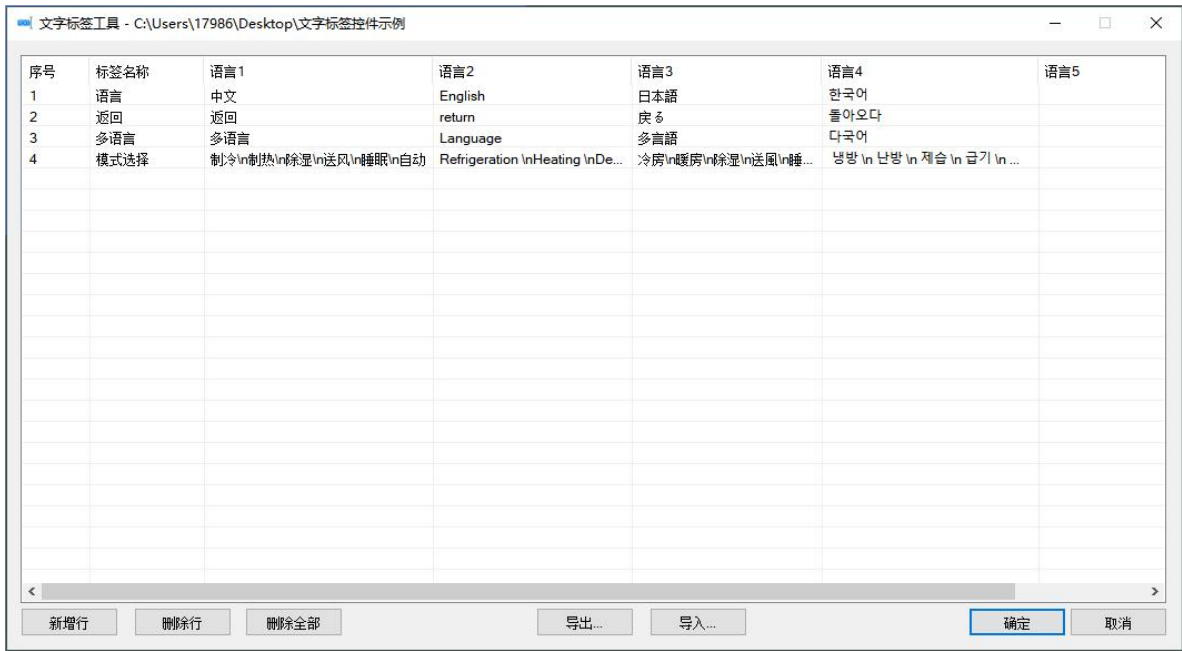 文字标签工具 - C:\Users\17986\Desktop\文字标签控件示例
序号 标签名称 语言1 语言2 语言3 语言4 语言5
1 语言 中文 English 日本語 한국어
2 返回 返回 return 戻る 돌아오다
3 多语言 多语言 Language 多言語 다국어
4 模式选择 制冷\n制热\n除湿\n送风\n睡眠\n自动 Refrigeration \nHeating \nDe... 冷房\n暖房\n除湿\n送風\n睡... 냉방 \n 난방 \n 제습 \n 급기 \n ...
新增行 删除行 删除全部 导出... 导入... 确定 取消